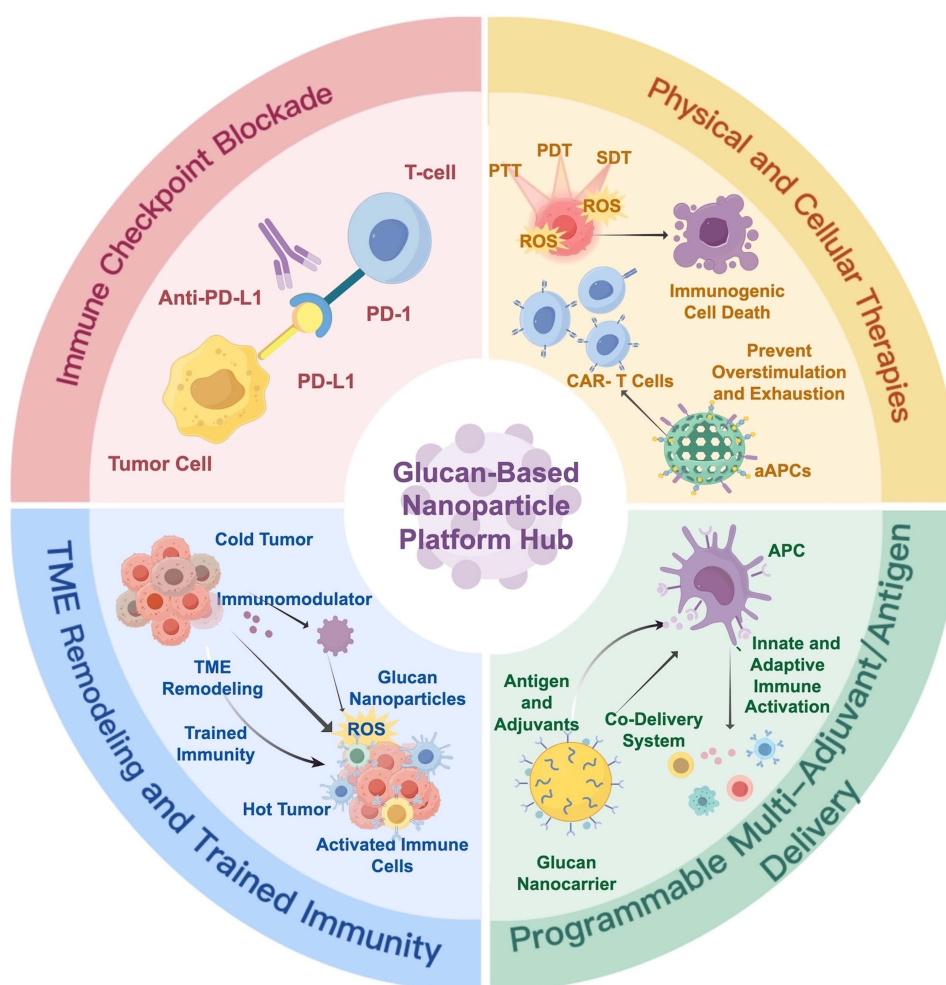 Immune Checkpoint Blockade
T-cell
Anti-PD-L1
PD-1
PD-L1
Tumor Cell
Physical and Cellular Therapies
PTT
PDT
SDT
ROS
ROS
Immunogenic
Cell Death
CAR- T Cells
Prevent
Overstimulation
and Exhaustion
aAPCs
Glucan-Based
Nanoparticle
Platform Hub
TME Remodeling and Trained Immunity
Cold Tumor
Immunomodulator
TME
Remodeling
Glucan
Nanoparticles
Trained
Immunity
ROS
Hot Tumor
Activated Immune
Cells
Programmable Multi-Adjuvant/Antigen
Delivery
APC
Innate and
Adaptive
Immune
Activation
Antigen
and
Adjuvants
Co-Delivery
System
Glucan
Nanocarrier